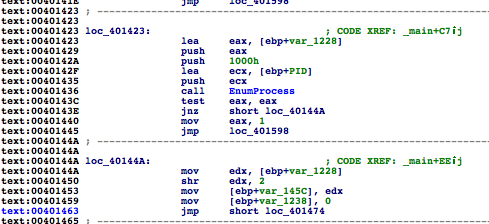 text:0040141E jmp loc_401598
text:00401423 ; ---------------------------------------------------------------
text:00401423
text:00401423 loc_401423: ; CODE XREF: _main+C7↑j
text:00401423 lea eax, [ebp+var_1228]
text:00401429 push eax
text:0040142A push 1000h
text:0040142F lea ecx, [ebp+PID]
text:00401435 push ecx
text:00401436 call EnumProcess
text:0040143C test eax, eax
text:0040143E jnz short loc_40144A
text:00401440 mov eax, 1
text:00401445 jmp loc_401598
text:0040144A ; ---------------------------------------------------------------
text:0040144A
text:0040144A loc_40144A: ; CODE XREF: _main+EE↑j
text:0040144A mov edx, [ebp+var_1228]
text:00401450 shr edx, 2
text:00401453 mov [ebp+var_145C], edx
text:00401459 mov [ebp+var_1238], 0
text:00401463 jmp short loc_401474
text:00401465 ; ---------------------------------------------------------------